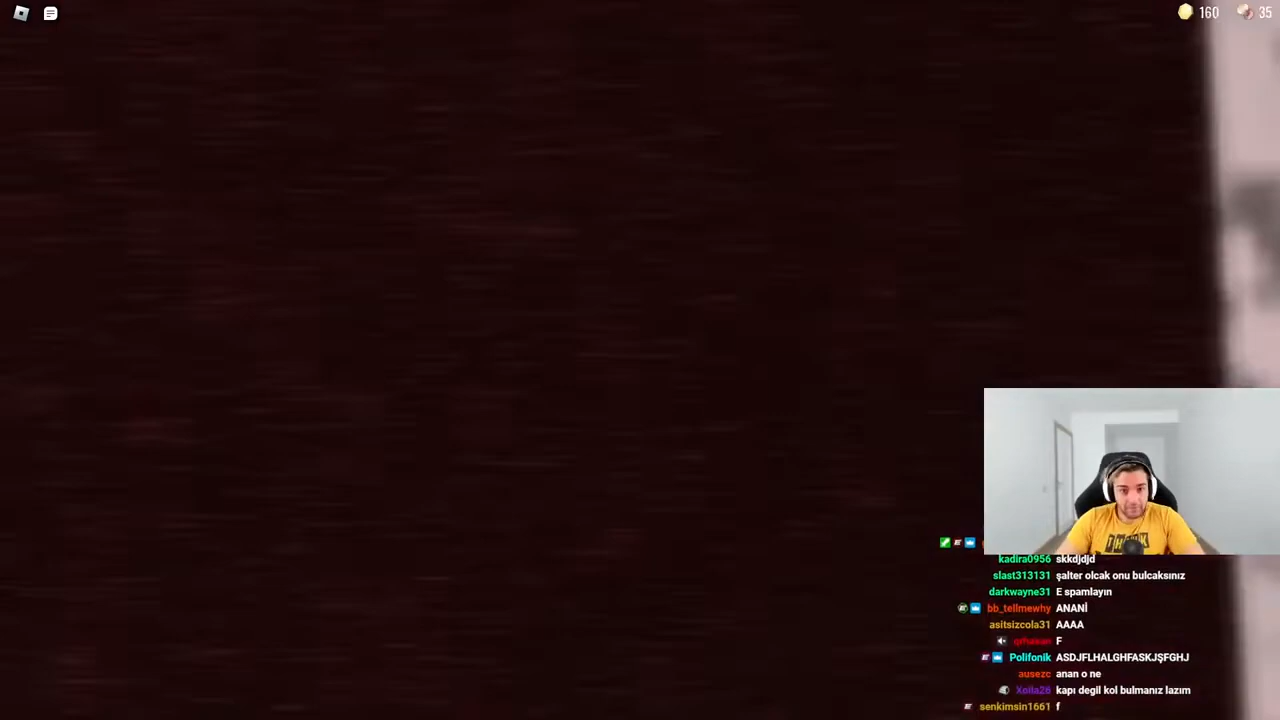 160 35
kadira0956 skkdjdjd
slast313131 şalter olcak onu bulcaksınız
darkwayne31 E spamlayın
bb_tellmewhy ANANİ
asitsizcola31 AAAA
F
Polifonik ASDJFLHALGHFASKJŞFGHJ
ausezc anan o ne
Xoila26 kapı degil kol bulmanız lazım
senkimsin1661 f